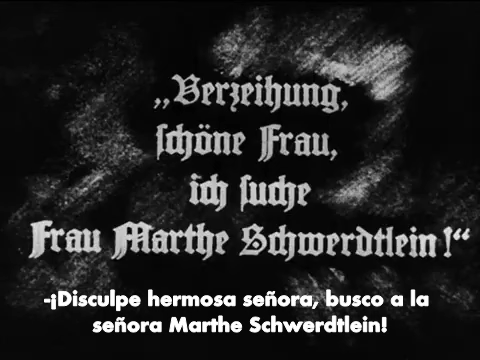 „Verzeihung,
schöne Frau,
ich suche
Frau Marthe Schwerdtlein!“
-¡Disculpe hermosa señora, busco a la
señora Marthe Schwerdtlein!